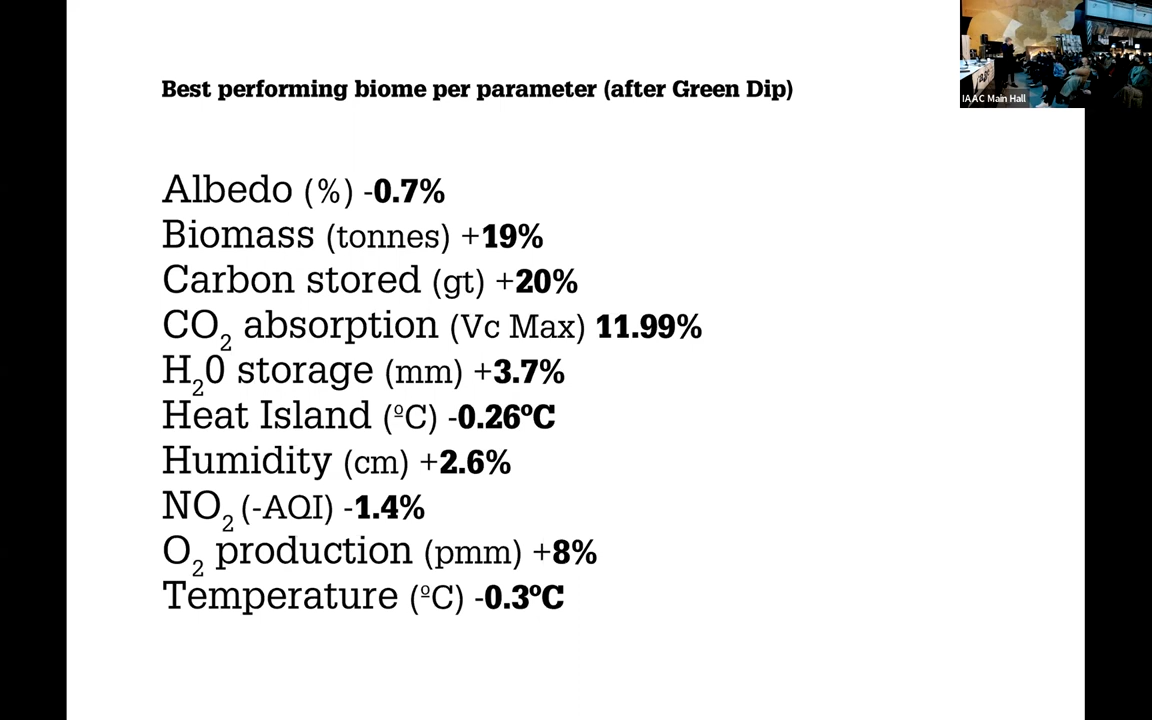 Best performing biome per parameter (after Green Dip)
IAAC Main Hall
Albedo (%) -0.7%
Biomass (tonnes) +19%
Carbon stored (gt) +20%
CO₂ absorption (Vc Max) 11.99%
H₂0 storage (mm) +3.7%
Heat Island (ºC) -0.26ºC
Humidity (cm) +2.6%
NO₂ (-AQI) -1.4%
O₂ production (pmm) +8%
Temperature (ºC) -0.3ºC